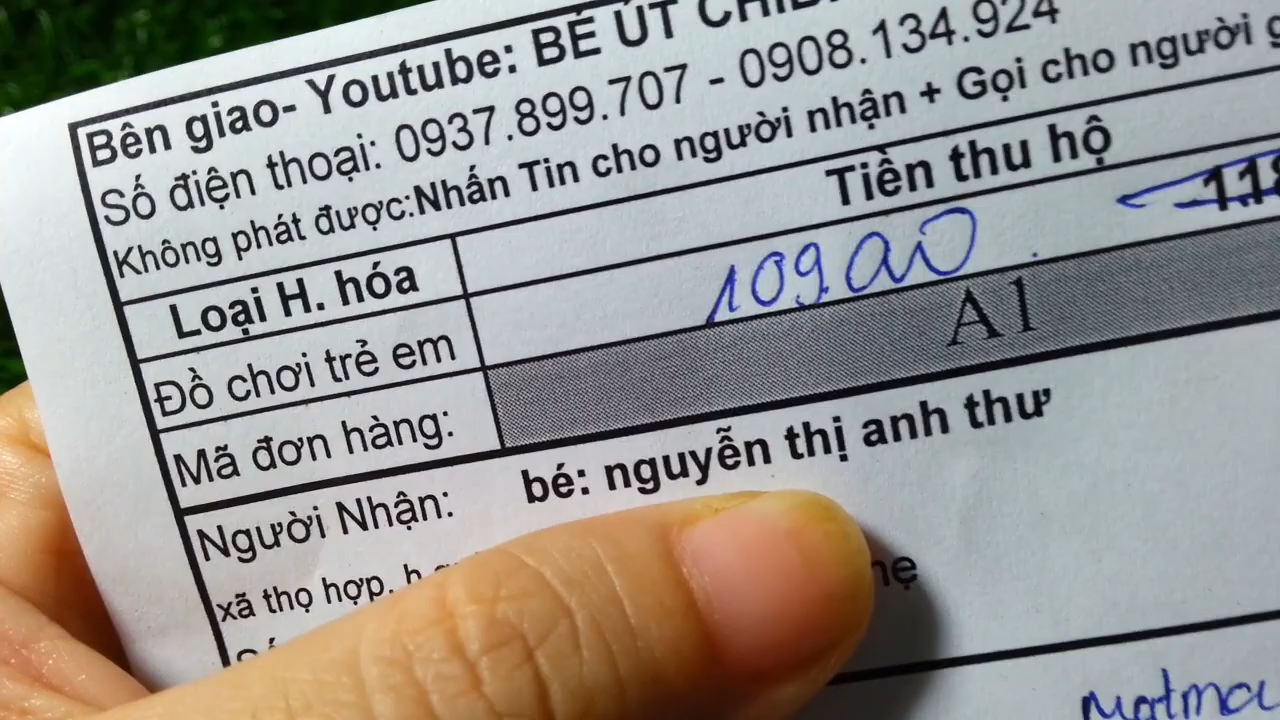 Bên giao- Youtube: BÉ ÚT
Số điện thoại: 0937.899.707 - 0908.134.924
Không phát được:Nhấn Tin cho người nhận + Gọi cho người
Loại H. hóa Tiền thu hộ
Đồ chơi trẻ em 109.000
Mã đơn hàng: A1
Người Nhận: bé: nguyễn thị anh thư
xã thọ hợp,